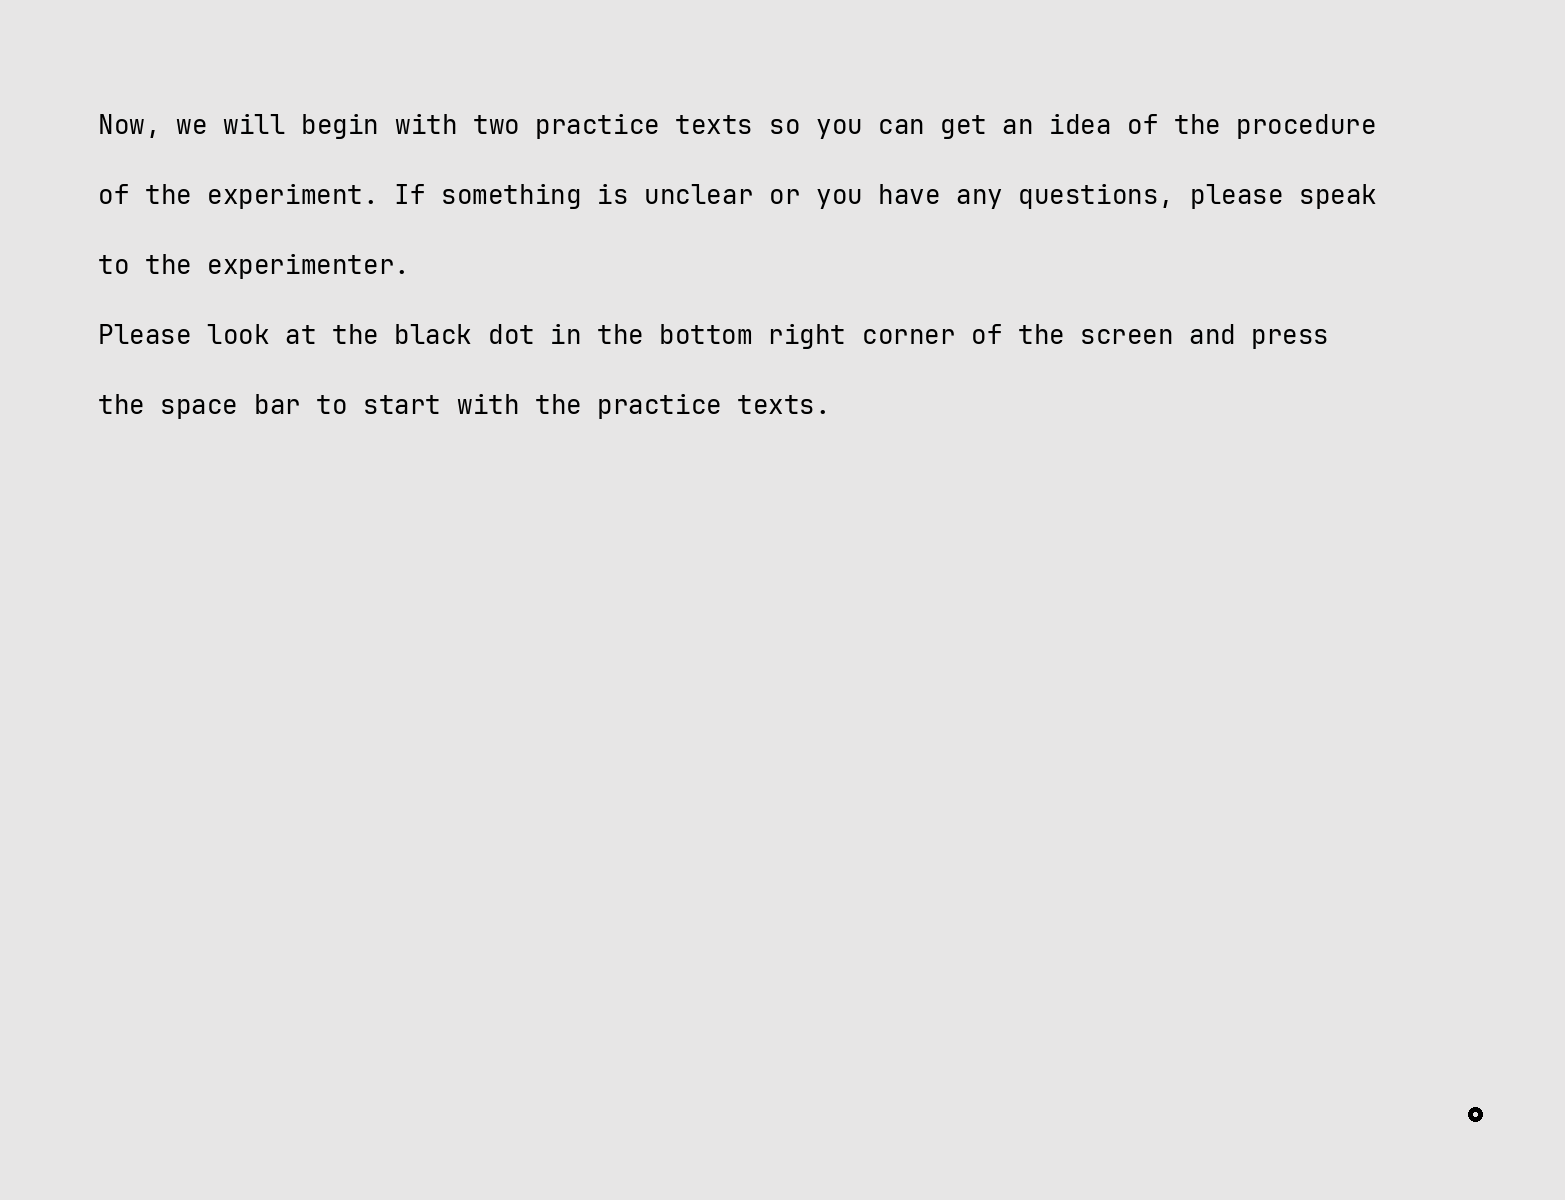 Now, we will begin with two practice texts so you can get an idea of the procedure
of the experiment. If something is unclear or you have any questions, please speak
to the experimenter.
Please look at the black dot in the bottom right corner of the screen and press
the space bar to start with the practice texts.